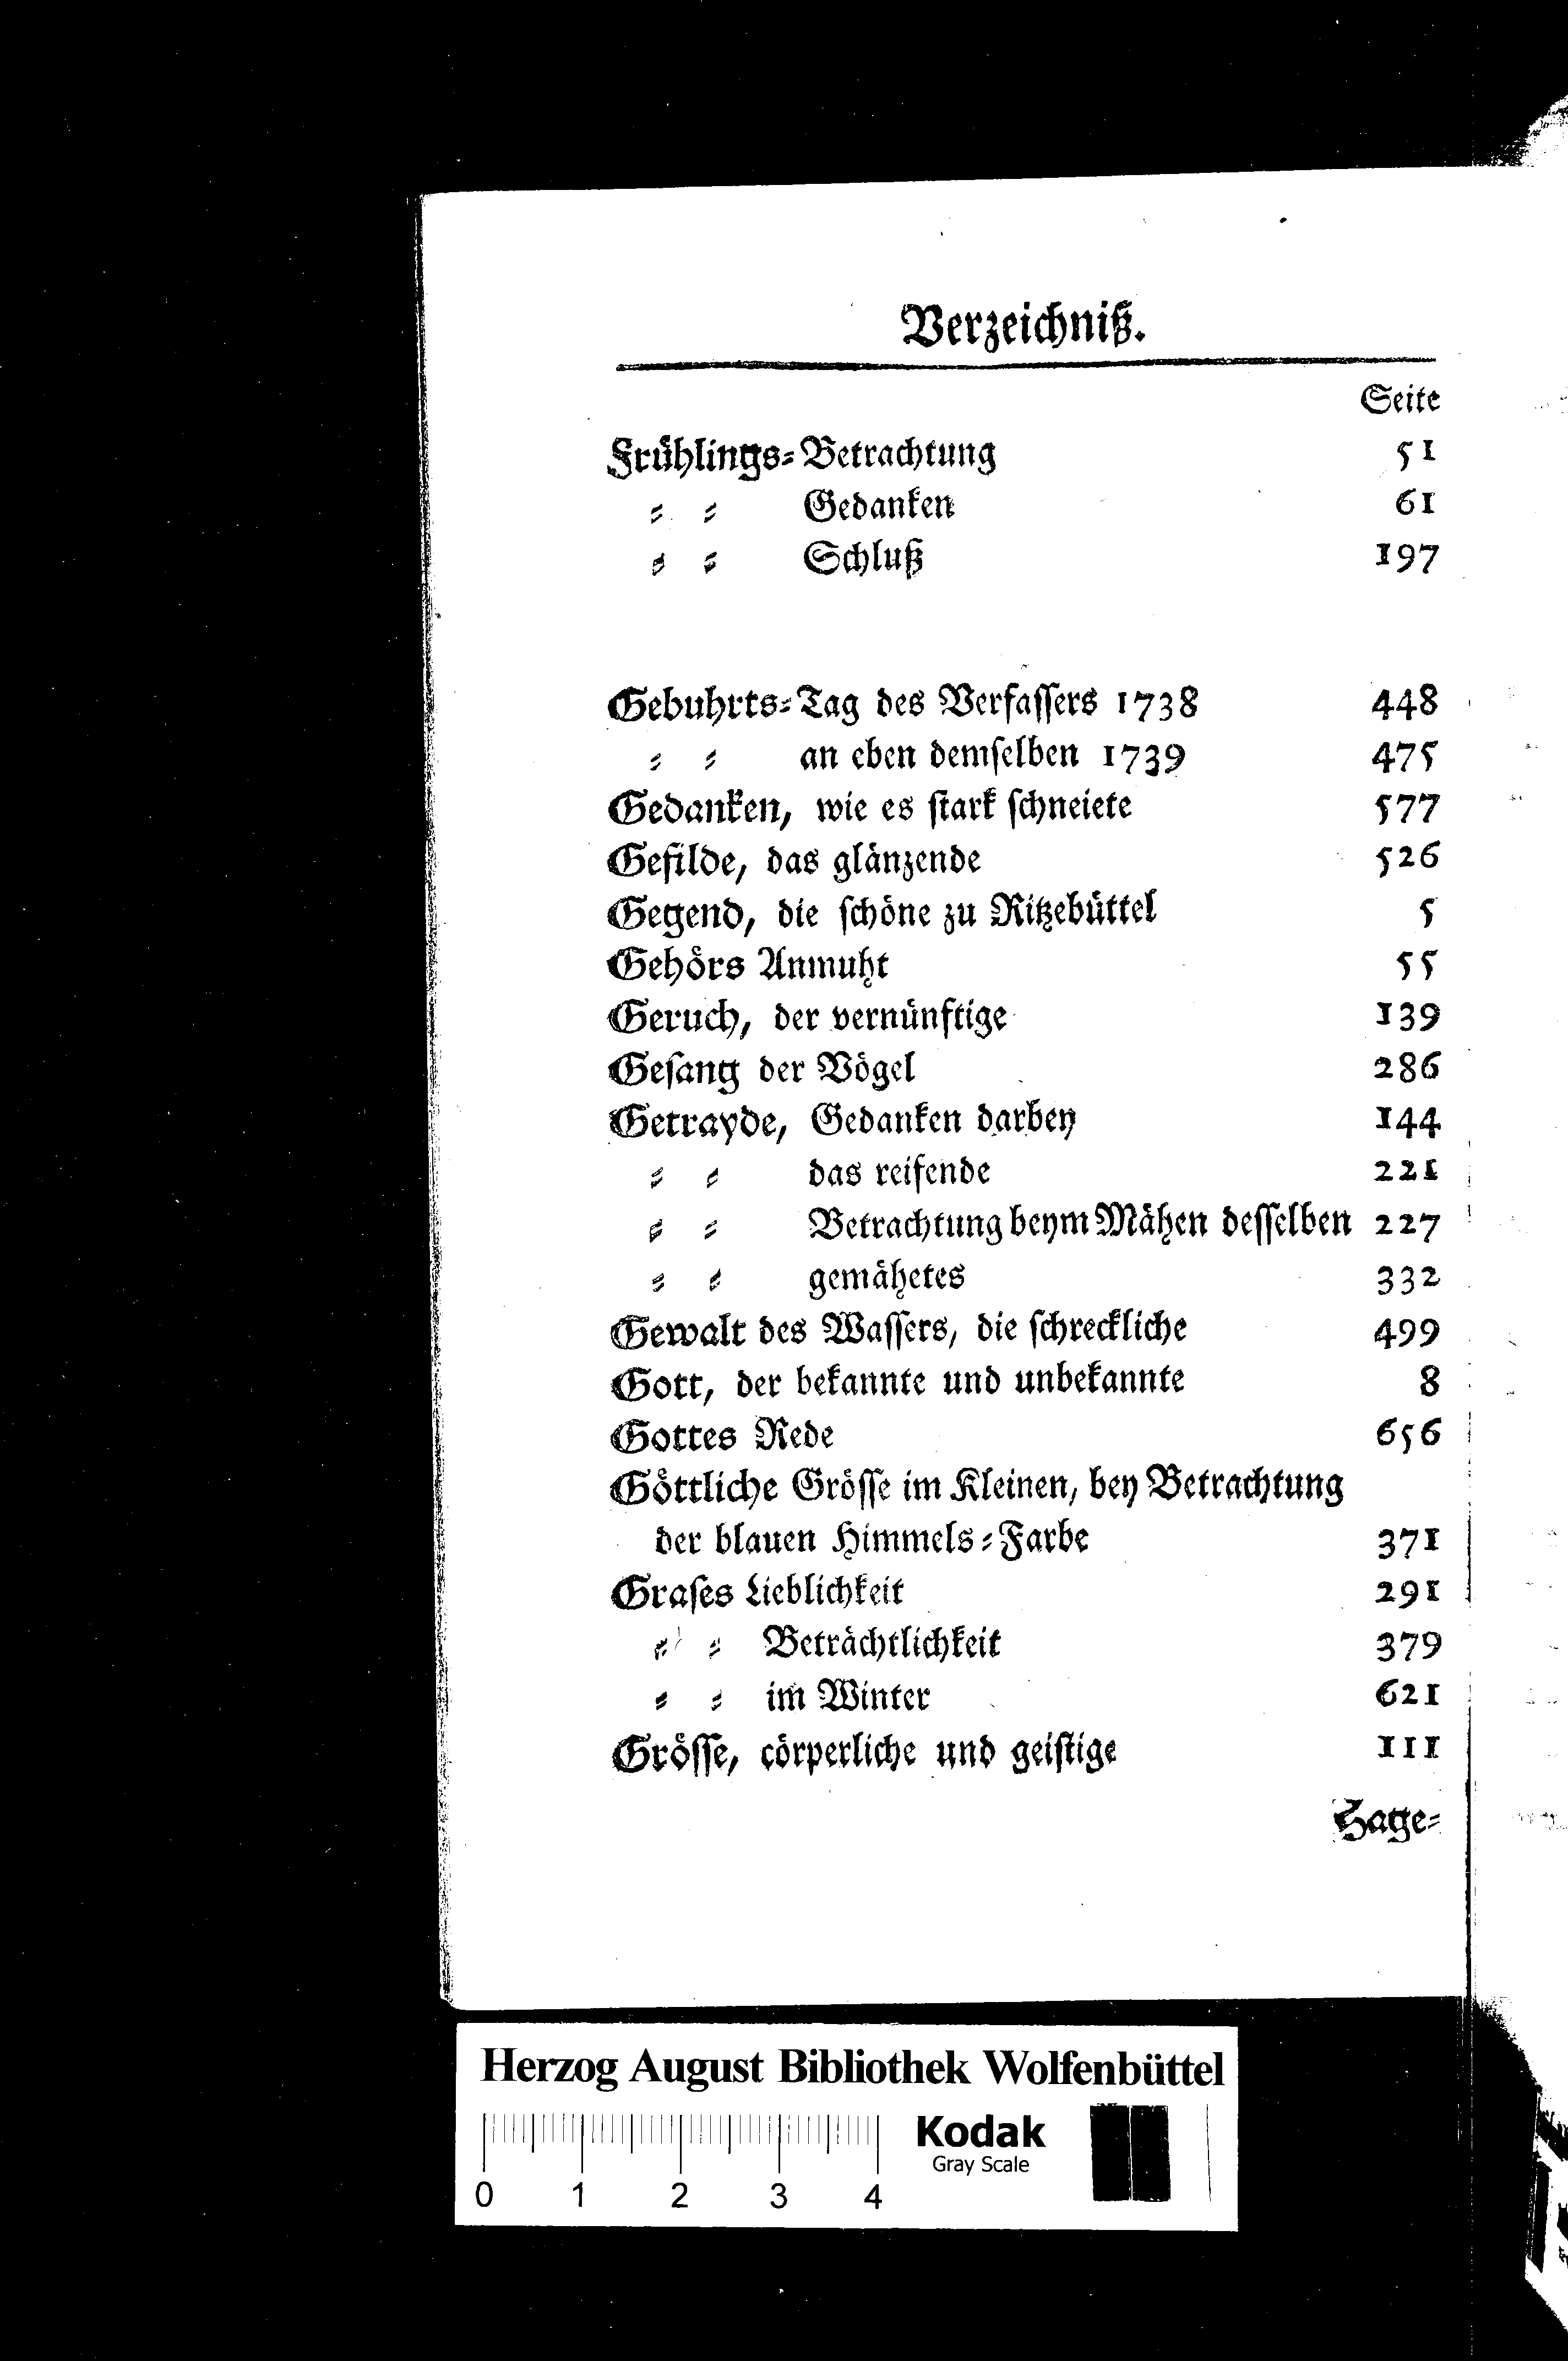 Verzeichniß.
Seite
Frühlings⸗Betrachtung 51
⸗ ⸗ Gedanken 61
⸗ ⸗ Schluß 197
Gebuhrts⸗Tag des Verfaſſers 1738 448
⸗ ⸗ an eben demſelben 1739 475
Gedanken, wie es ſtark ſchneiete 577
Gefilde, das glänzende 526
Gegend, die ſchöne zu Ritzebüttel 5
Gehörs Anmuht 55
Geruch, der vernünftige 139
Geſang der Vögel 286
Getrayde, Gedanken darbey 144
⸗ ⸗ das reifende 221
⸗ ⸗ Betrachtung beym Mähen deſſelben 227
⸗ ⸗ gemähetes 332
Gewalt des Waſſers, die ſchreckliche 499
Gott, der bekannte und unbekannte 8
Gottes Rede 656
Göttliche Gröſſe im Kleinen, bey Betrachtung
der blauen Himmels⸗Farbe 371
Graſes Lieblichkeit 291
⸗ ⸗ Beträchtlichkeit 379
⸗ ⸗ im Winter 621
Gröſſe, cörperliche und geiſtige 111
Hage⸗
Herzog August Bibliothek Wolfenbüttel
Kodak
Gray Scale
0 1 2 3 4